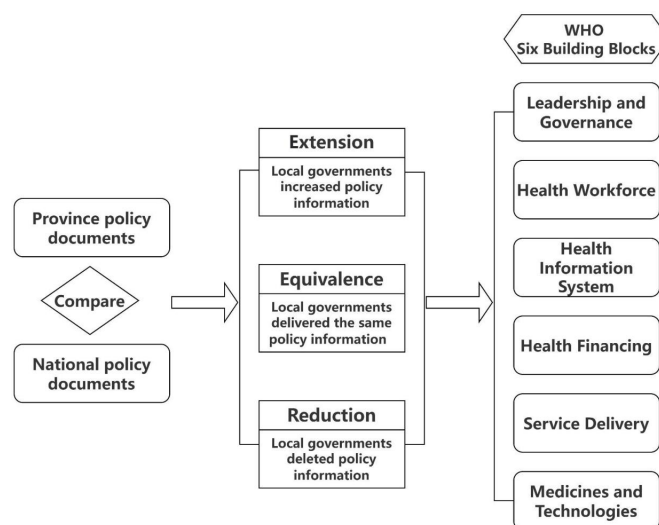 Province policy
documents
Compare
National policy
documents
Extension
Local governments
increased policy
information
Equivalence
Local governments
delivered the same
policy information
Reduction
Local governments
deleted policy
information
WHO
Six Building Blocks
Leadership and
Governance
Health Workforce
Health
Information
System
Health Financing
Service Delivery
Medicines and
Technologies